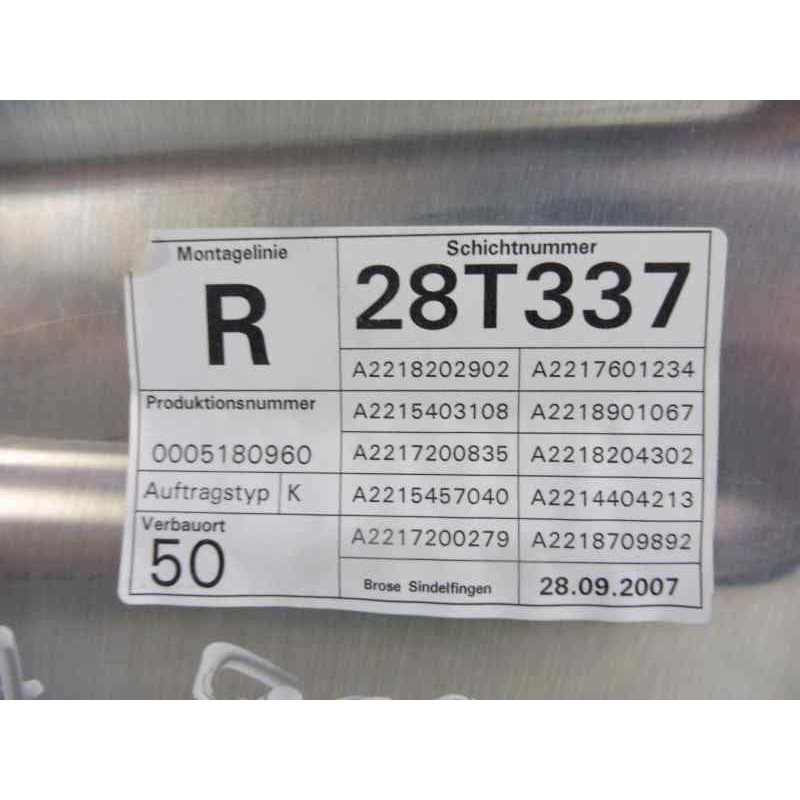 Montagelinie
R
Schichtnummer
28T337
A2218202902 A2217601234
Produktionsnummer
0005180960
A2215403108 A2218901067
A2217200835 A2218204302
Auftragstyp K
A2215457040 A2214404213
Verbauort
50
A2217200279 A2218709892
Brose Sindelfingen 28.09.2007